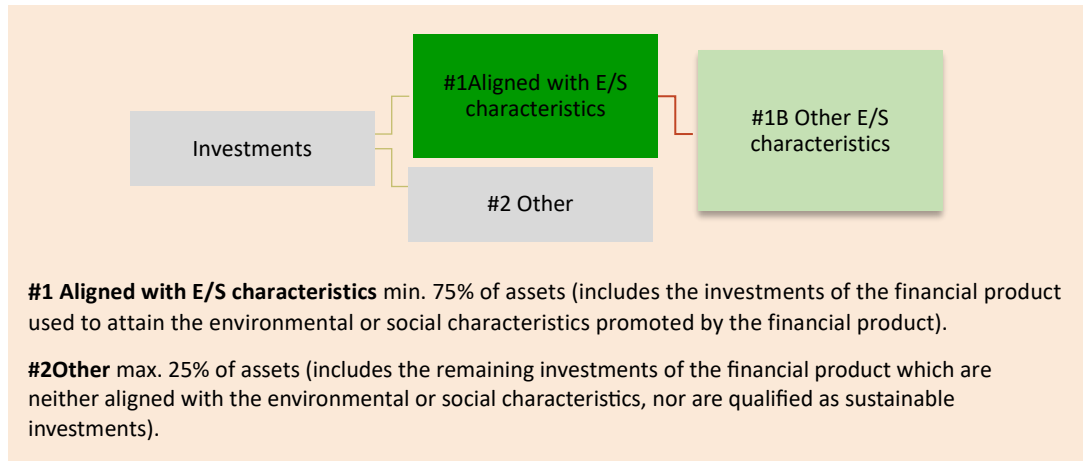 #1Aligned with E/S
characteristics
#1B Other E/S
characteristics
Investments
#2 Other
#1 Aligned with E/S characteristics min. 75% of assets (includes the investments of the financial product
used to attain the environmental or social characteristics promoted by the financial product).
#2Other max. 25% of assets (includes the remaining investments of the financial product which are
neither aligned with the environmental or social characteristics, nor are qualified as sustainable
investments).